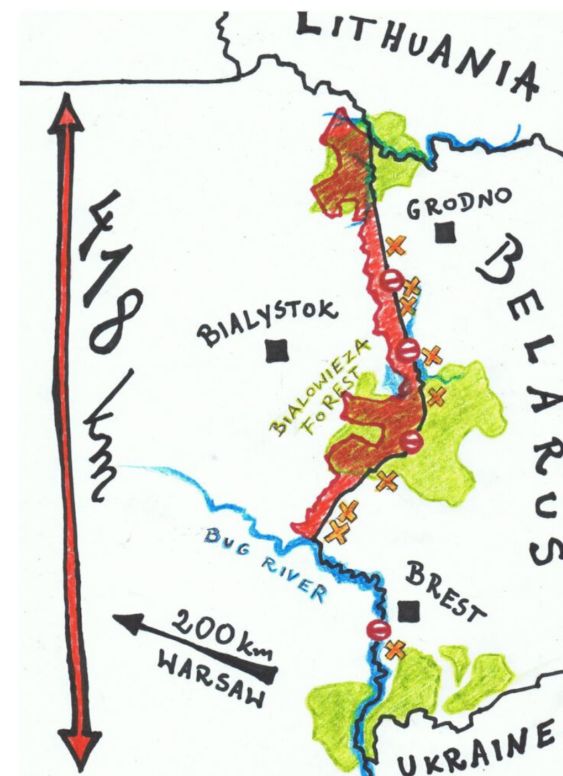 LITHUANIA
GRODNO
BELARUS
418 km
BIALYSTOK
BIALOWIEZA
FOREST
BUG RIVER
BREST
200 km
WARSAW
UKRAINE